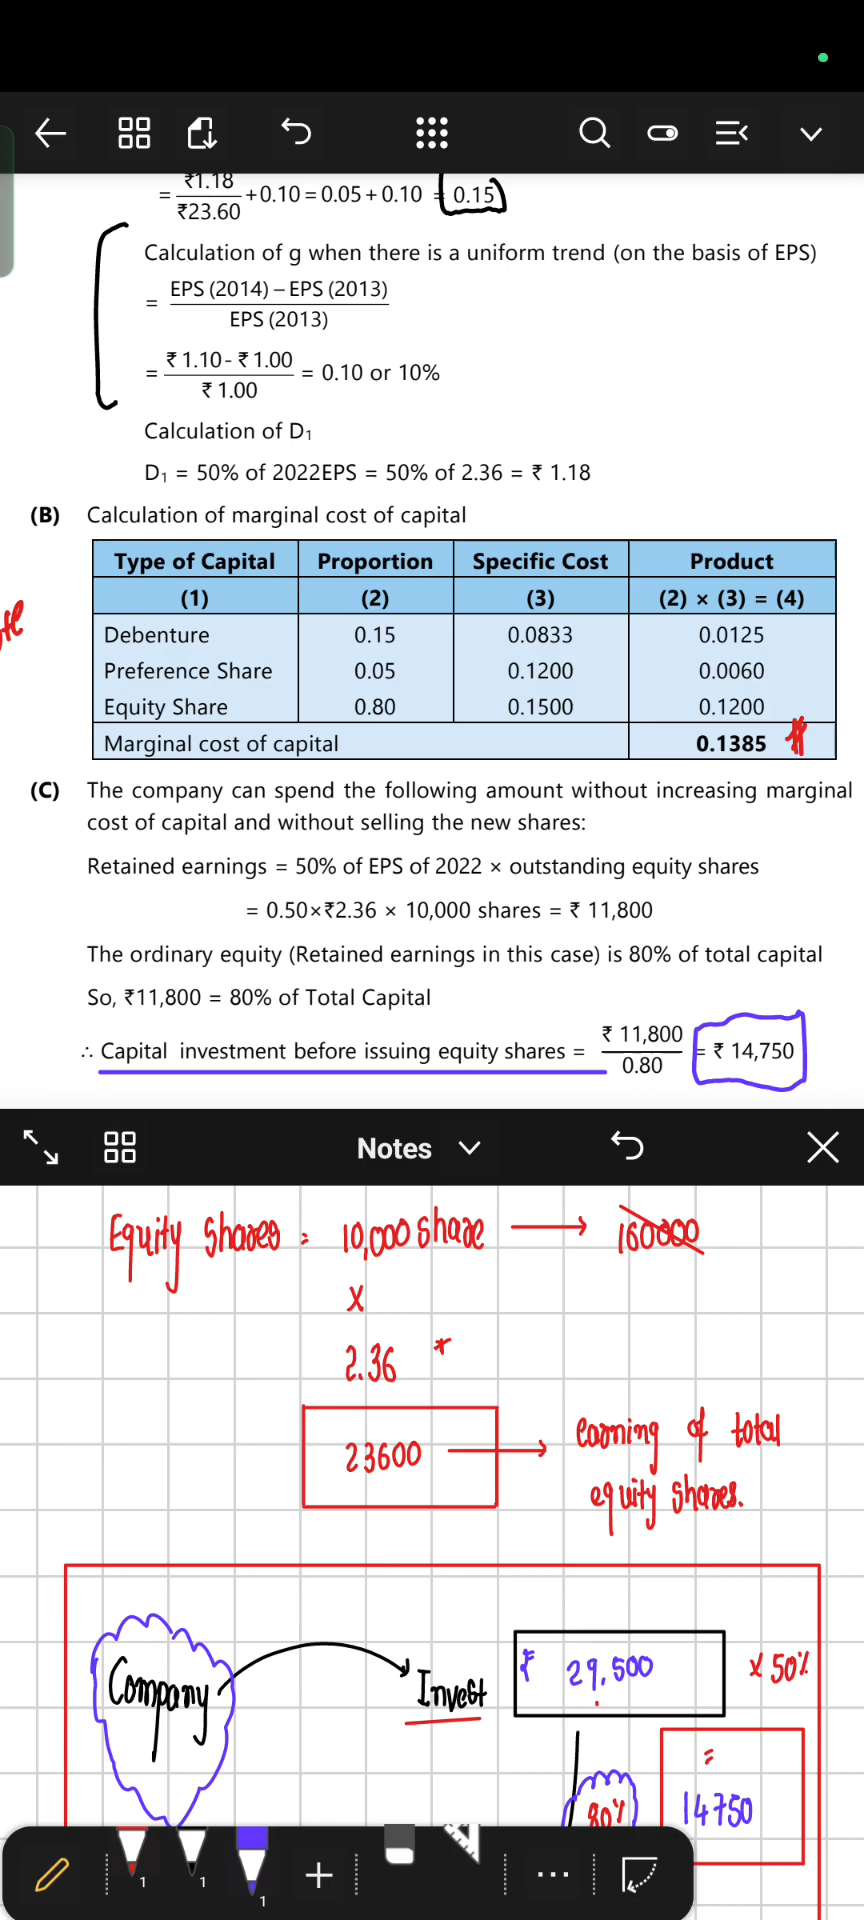 = ₹1.18 / ₹23.60 + 0.10 = 0.05 + 0.10 = 0.15
Calculation of g when there is a uniform trend (on the basis of EPS)
= EPS (2014) – EPS (2013) / EPS (2013)
= ₹ 1.10 - ₹ 1.00 / ₹ 1.00 = 0.10 or 10%
Calculation of D₁
D₁ = 50% of 2022EPS = 50% of 2.36 = ₹ 1.18
(B) Calculation of marginal cost of capital
Type of Capital Proportion Specific Cost Product
(1) (2) (3) (2) × (3) = (4)
Debenture 0.15 0.0833 0.0125
Preference Share 0.05 0.1200 0.0060
Equity Share 0.80 0.1500 0.1200
Marginal cost of capital 0.1385
(C) The company can spend the following amount without increasing marginal
cost of capital and without selling the new shares:
Retained earnings = 50% of EPS of 2022 × outstanding equity shares
= 0.50×₹2.36 × 10,000 shares = ₹ 11,800
The ordinary equity (Retained earnings in this case) is 80% of total capital
So, ₹11,800 = 80% of Total Capital
∴ Capital investment before issuing equity shares = ₹ 11,800 / 0.80 = ₹ 14,750
Notes
Equity Shares : 10,000 share → 160000
x
2.36 *
23600 → earning of total
equity shares.
Company Invest ₹ 29,500 x 50%
=
80% 14750
1 1 1